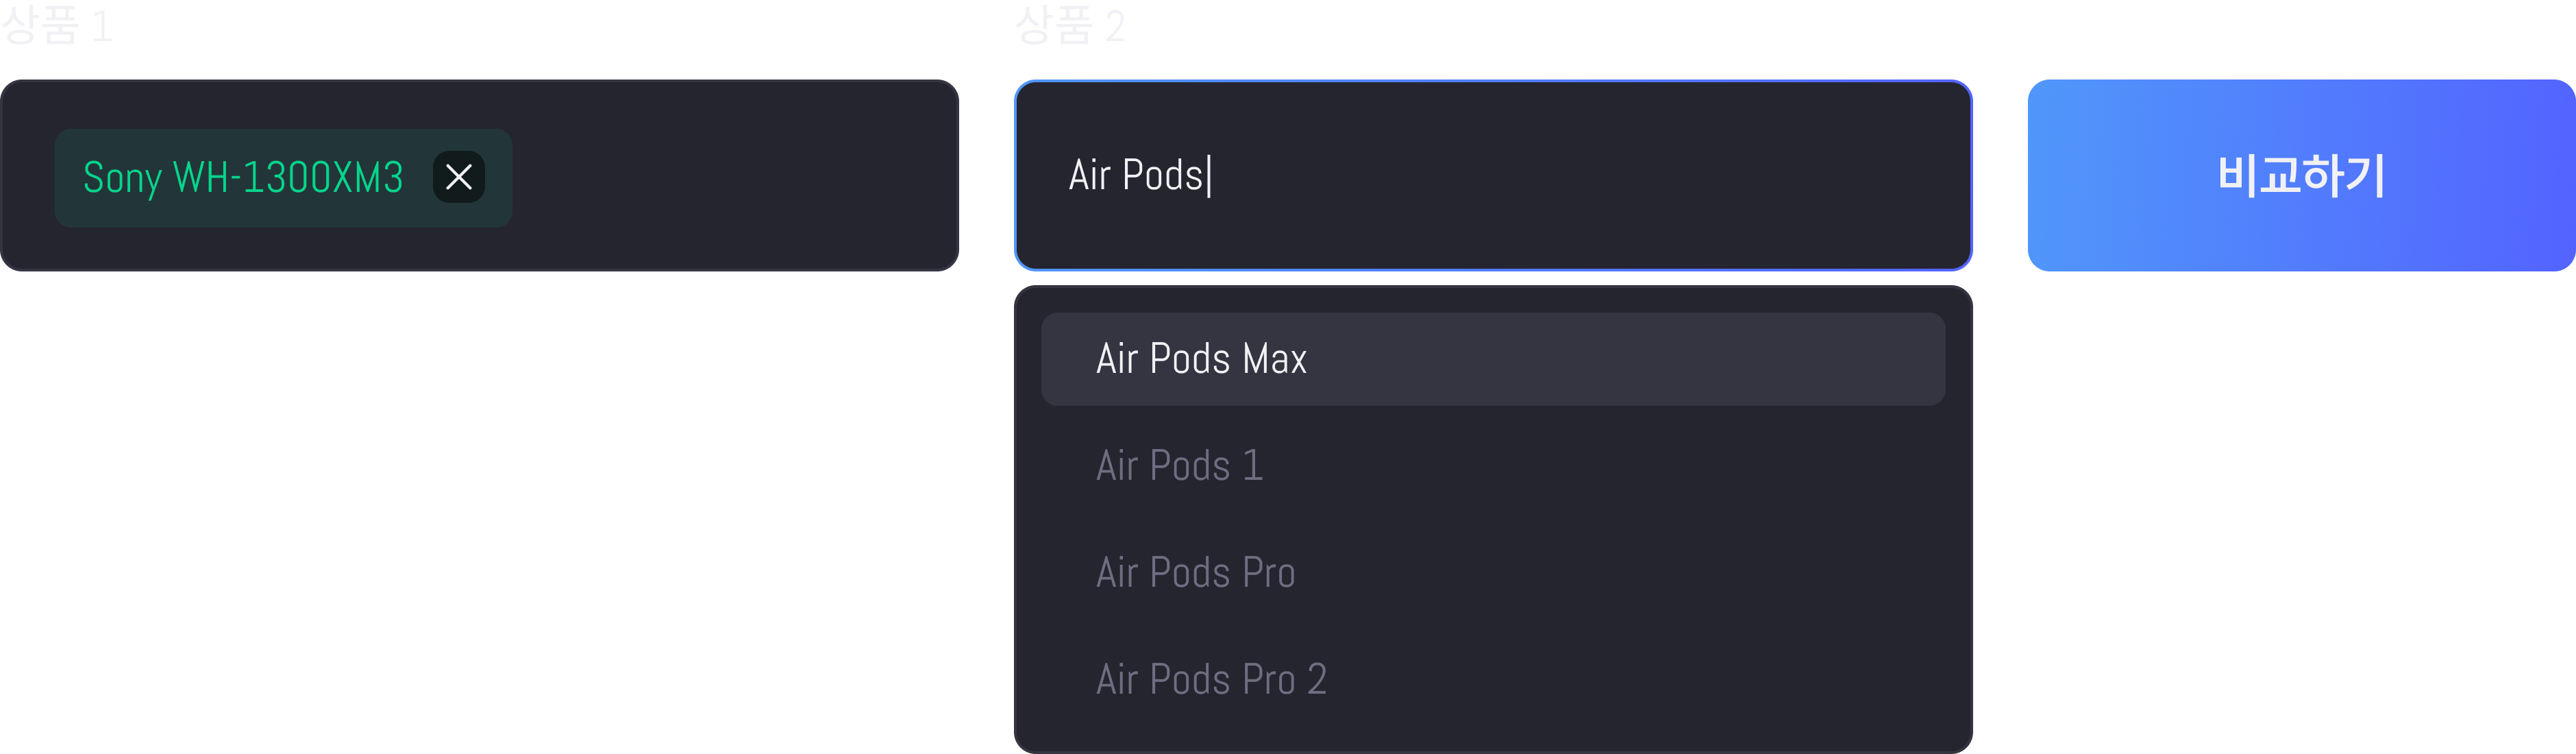 상품 1
상품 2
Sony WH-1300XM3
Air Pods
비교하기
Air Pods Max
Air Pods 1
Air Pods Pro
Air Pods Pro 2